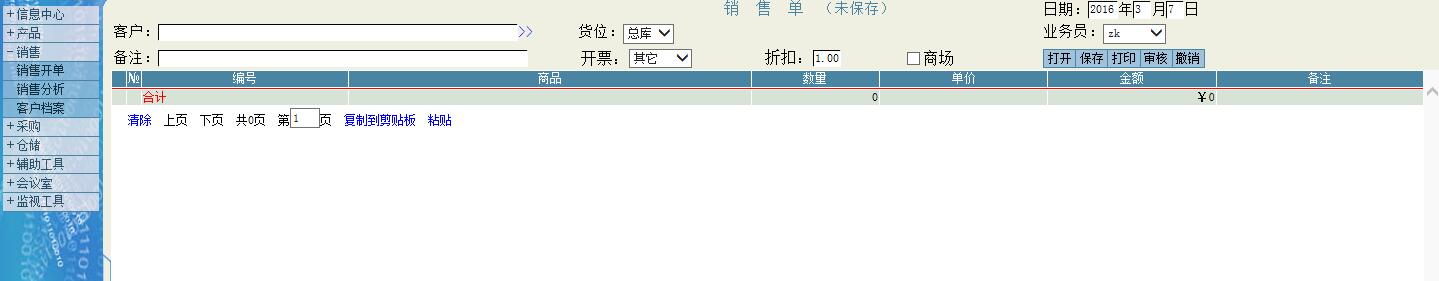 +信息中心
+产品
-销售
销售开单
销售分析
客户档案
+采购
+仓储
+辅助工具
+会议室
+监视工具
销 售 单 （未保存）
日期：2016年3月7日
客户： >> 货位：总库 业务员：zk
备注： 开票：其它 折扣：1.00 商场 打开 保存 打印 审核 撤销
№ 编号 商品 数量 单价 金额 备注
合计 0 ￥0
清除 上页 下页 共0页 第1页 复制到剪贴板 粘贴